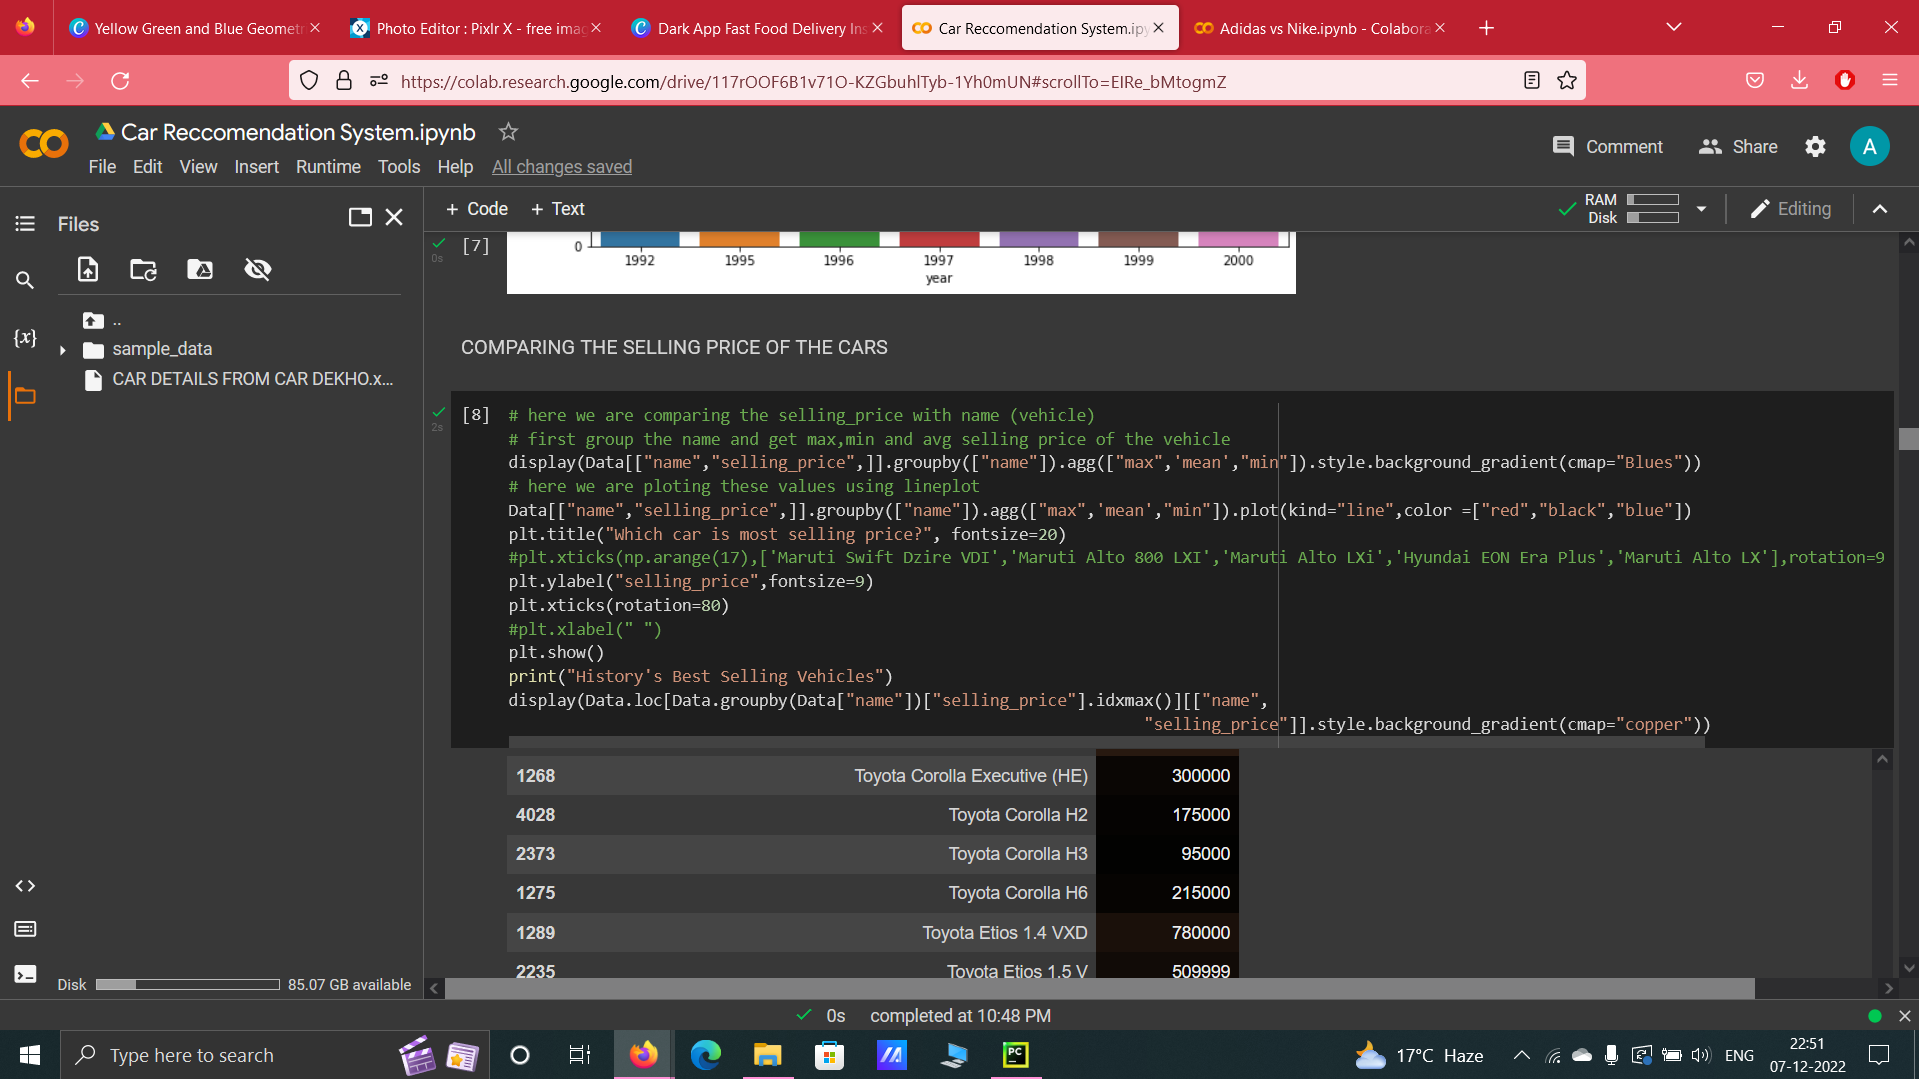 Yellow Green and Blue Geometr
Photo Editor : Pixlr X - free imag
Dark App Fast Food Delivery Ins
Car Reccomendation System.ipy
Adidas vs Nike.ipynb - Colabora
https://colab.research.google.com/drive/117rOOF6B1v71O-KZGbuhlTyb-1Yh0mUN#scrollTo=EIRe_bMtogmZ
Car Reccomendation System.ipynb
File Edit View Insert Runtime Tools Help All changes saved
Comment Share A
Files
+ Code + Text
RAM
Disk
Editing
..
sample_data
CAR DETAILS FROM CAR DEKHO.x...
{x}
0s
[7]
0
1992 1995 1996 1997 1998 1999 2000
year
COMPARING THE SELLING PRICE OF THE CARS
2s
[8]
# here we are comparing the selling_price with name (vehicle)
# first group the name and get max,min and avg selling price of the vehicle
display(Data[["name","selling_price",]].groupby(["name"]).agg(["max",'mean',"min"]).style.background_gradient(cmap="Blues"))
# here we are ploting these values using lineplot
Data[["name","selling_price",]].groupby(["name"]).agg(["max",'mean',"min"]).plot(kind="line",color =["red","black","blue"])
plt.title("Which car is most selling price?", fontsize=20)
#plt.xticks(np.arange(17),['Maruti Swift Dzire VDI','Maruti Alto 800 LXI','Maruti Alto LXi','Hyundai EON Era Plus','Maruti Alto LX'],rotation=9
plt.ylabel("selling_price",fontsize=9)
plt.xticks(rotation=80)
#plt.xlabel(" ")
plt.show()
print("History's Best Selling Vehicles")
display(Data.loc[Data.groupby(Data["name"])["selling_price"].idxmax()][["name",
"selling_price"]].style.background_gradient(cmap="copper"))
1268 Toyota Corolla Executive (HE) 300000
4028 Toyota Corolla H2 175000
2373 Toyota Corolla H3 95000
1275 Toyota Corolla H6 215000
1289 Toyota Etios 1.4 VXD 780000
2235 Toyota Etios 1.5 V 509999
Disk 85.07 GB available
0s completed at 10:48 PM
Type here to search
PC
17°C Haze
ENG
22:51
07-12-2022